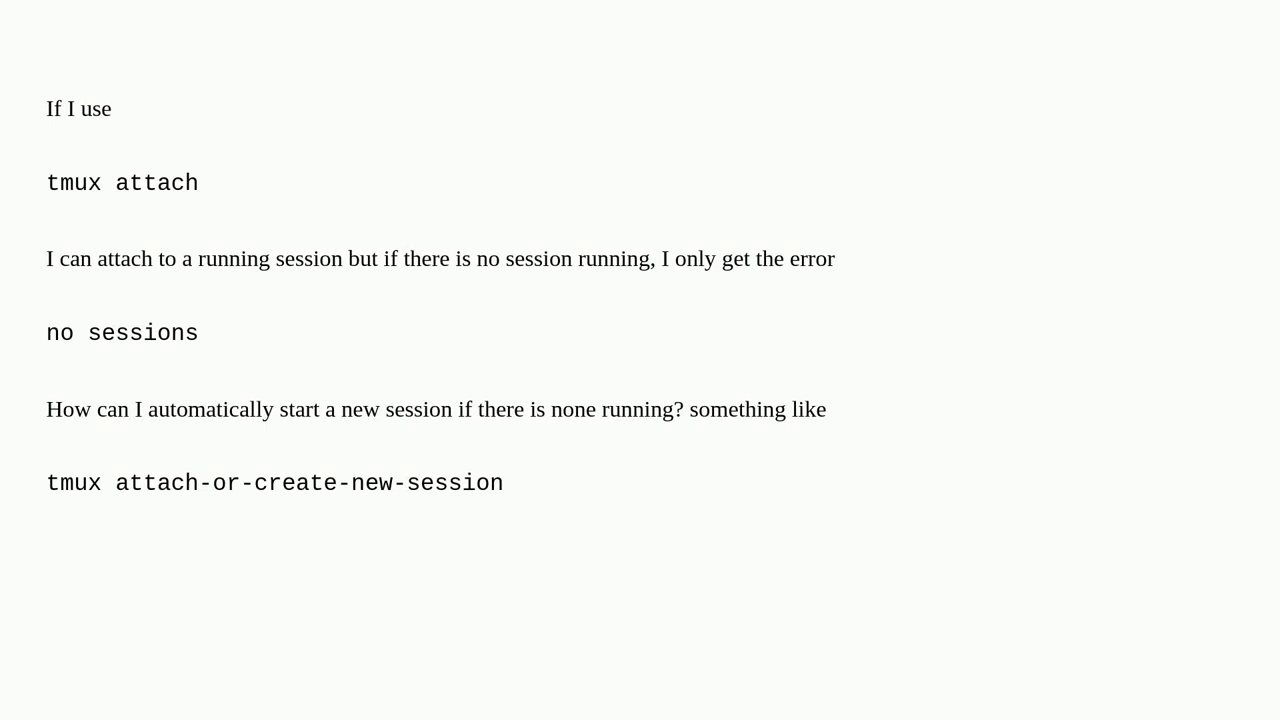 If I use
tmux attach
I can attach to a running session but if there is no session running, I only get the error
no sessions
How can I automatically start a new session if there is none running? something like
tmux attach-or-create-new-session